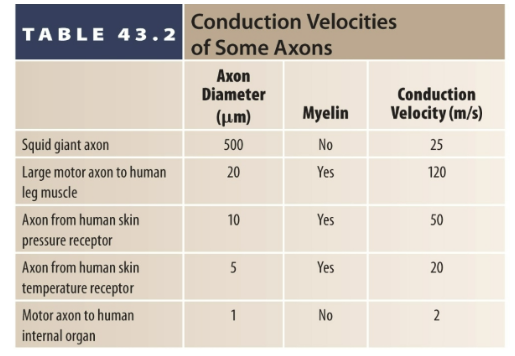 TABLE 43.2
Conduction Velocities
of Some Axons
Axon
Diameter
(μm)
Myelin
Conduction
Velocity (m/s)
Squid giant axon 500 No 25
Large motor axon to human 20 Yes 120
leg muscle
Axon from human skin 10 Yes 50
pressure receptor
Axon from human skin 5 Yes 20
temperature receptor
Motor axon to human 1 No 2
internal organ